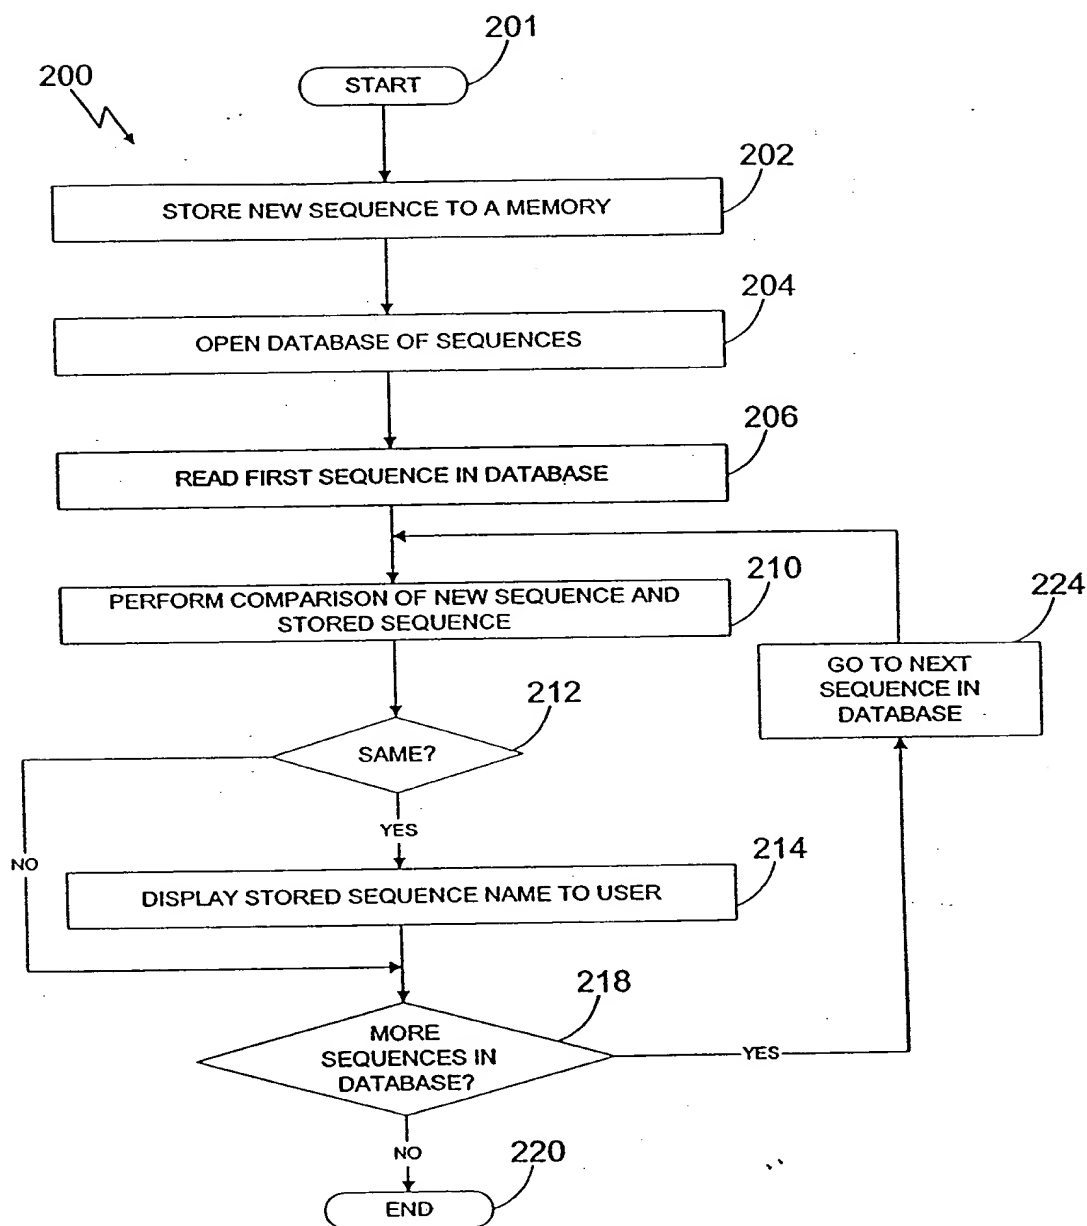 201
200
START
202
STORE NEW SEQUENCE TO A MEMORY
204
OPEN DATABASE OF SEQUENCES
206
READ FIRST SEQUENCE IN DATABASE
210
PERFORM COMPARISON OF NEW SEQUENCE AND
STORED SEQUENCE
224
GO TO NEXT
SEQUENCE IN
DATABASE
212
SAME?
YES
NO
214
DISPLAY STORED SEQUENCE NAME TO USER
218
MORE
SEQUENCES IN
DATABASE?
YES
NO
220
END